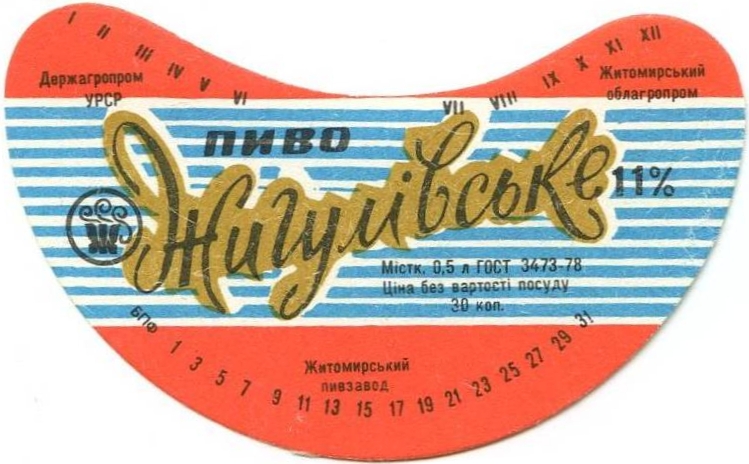 I II III IV V VI VII VIII IX X XI XII
Держагропром
УРСР
Житомирський
облагропром
пиво
Жигулівське
11%
Ж
Містк. 0,5 л ГОСТ 3473-78
Ціна без вартості посуду
30 коп.
БПФ
1 3 5 7 9 11 13 15 17 19 21 23 25 27 29 31
Житомирський
пивзавод